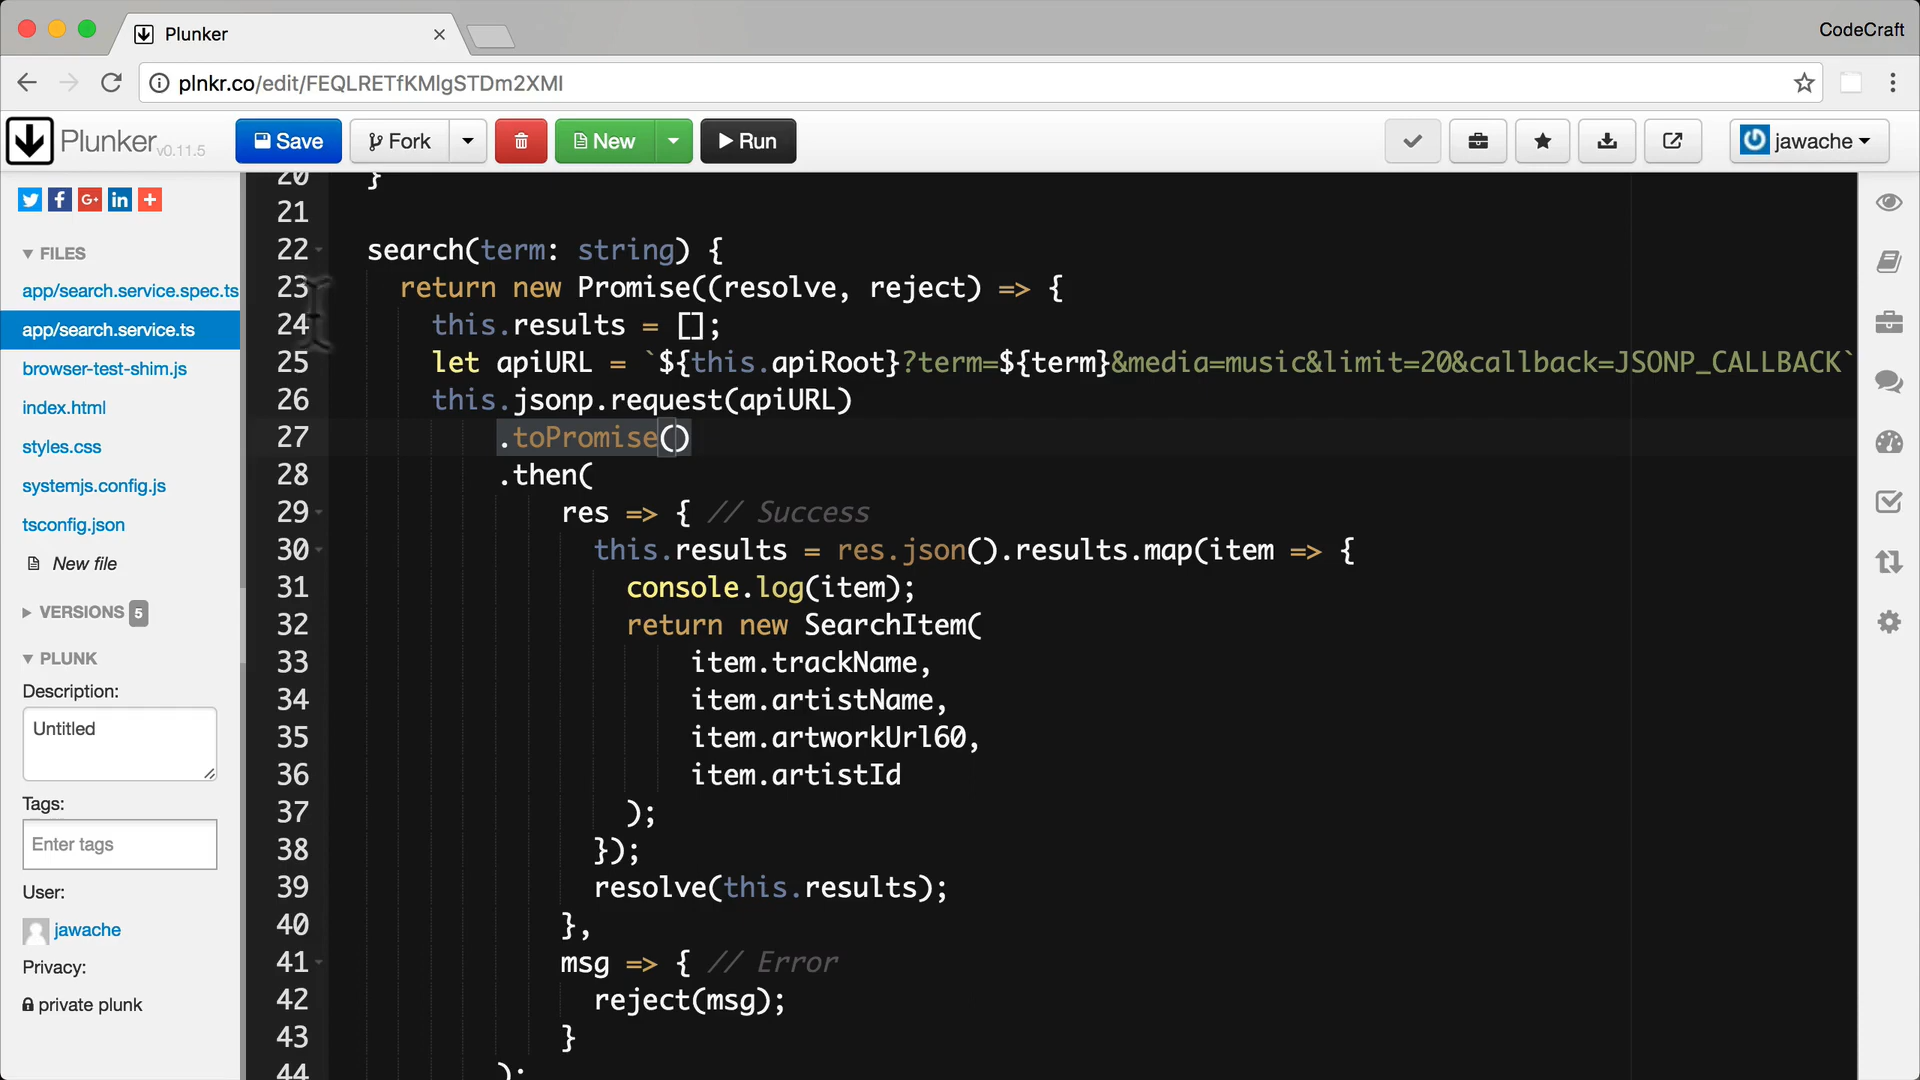 Plunker
CodeCraft
plnkr.co/edit/FEQLRETfKMlgSTDm2XMI
Plunker v0.11.5 Save Fork New Run jawache
FILES
app/search.service.spec.ts
app/search.service.ts
browser-test-shim.js
index.html
styles.css
systemjs.config.js
tsconfig.json
New file
VERSIONS 5
PLUNK
Description:
Untitled
Tags:
Enter tags
User:
jawache
Privacy:
private plunk
20 }
21
22 search(term: string) {
23 return new Promise((resolve, reject) => {
24 this.results = [];
25 let apiURL = `${this.apiRoot}?term=${term}&media=music&limit=20&callback=JSONP_CALLBACK`
26 this.jsonp.request(apiURL)
27 .toPromise()
28 .then(
29 res => { // Success
30 this.results = res.json().results.map(item => {
31 console.log(item);
32 return new SearchItem(
33 item.trackName,
34 item.artistName,
35 item.artworkUrl60,
36 item.artistId
37 );
38 });
39 resolve(this.results);
40 },
41 msg => { // Error
42 reject(msg);
43 }
44 );